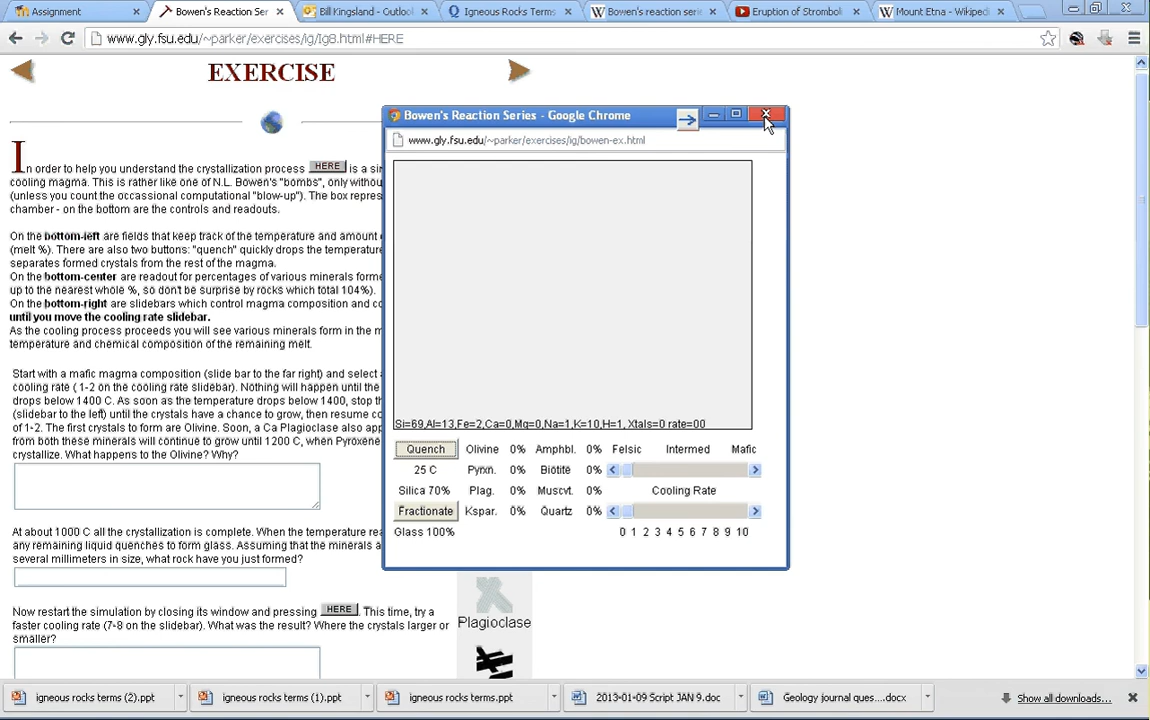 Assignment
Bowen's Reaction Ser
Bill Kingsland - Outlook
Igneous Rocks Terms
Bowen's reaction serie
Eruption of Strombol
Mount Etna - Wikiped
www.gly.fsu.edu/~parker/exercises/ig/Ig8.html#HERE
EXERCISE
In order to help you understand the crystallization process HERE is a si
cooling magma. This is rather like one of N.L. Bowen's "bombs", only withou
(unless you count the occassional computational "blow-up"). The box repres
chamber - on the bottom are the controls and readouts.
On the bottom-left are fields that keep track of the temperature and amount
(melt %). There are also two buttons: "quench" quickly drops the temperature
separates formed crystals from the rest of the magma.
On the bottom-center are readout for percentages of various minerals forme
up to the nearest whole %, so don't be surprise by rocks which total 104%).
On the bottom-right are slidebars which control magma composition and co
until you move the cooling rate slidebar.
As the cooling process proceeds you will see various minerals form in the m
temperature and chemical composition of the remaining melt.
Start with a mafic magma composition (slide bar to the far right) and select
cooling rate ( 1-2 on the cooling rate slidebar). Nothing will happen until the
drops below 1400 C. As soon as the temperature drops below 1400, stop th
(slidebar to the left) until the crystals have a chance to grow, then resume co
of 1-2. The first crystals to form are Olivine. Soon, a Ca Plagioclase also app
from both these minerals will continue to grow until 1200 C, when Pyroxene
crystallize. What happens to the Olivine? Why?
At about 1000 C all the crystallization is complete. When the temperature rea
any remaining liquid quenches to form glass. Assuming that the minerals a
several millimeters in size, what rock have you just formed?
Now restart the simulation by closing its window and pressing HERE. This time, try a
faster cooling rate (7-8 on the slidebar). What was the result? Where the crystals larger or
smaller?
Plagioclase
Bowen's Reaction Series - Google Chrome
www.gly.fsu.edu/~parker/exercises/ig/bowen-ex.html
Si=69,Al=13,Fe=2,Ca=0,Mg=0,Na=1,K=10,H=1, Xtals=0 rate=00
Quench Olivine 0% Amphbl. 0% Felsic Intermed Mafic
25 C Pyrxn. 0% Biotite 0%
Silica 70% Plag. 0% Muscvt. 0% Cooling Rate
Fractionate Kspar. 0% Quartz 0%
Glass 100% 0 1 2 3 4 5 6 7 8 9 10
igneous rocks terms (2).ppt
igneous rocks terms (1).ppt
igneous rocks terms.ppt
2013-01-09 Script JAN 9.doc
Geology journal ques....docx
Show all downloads...